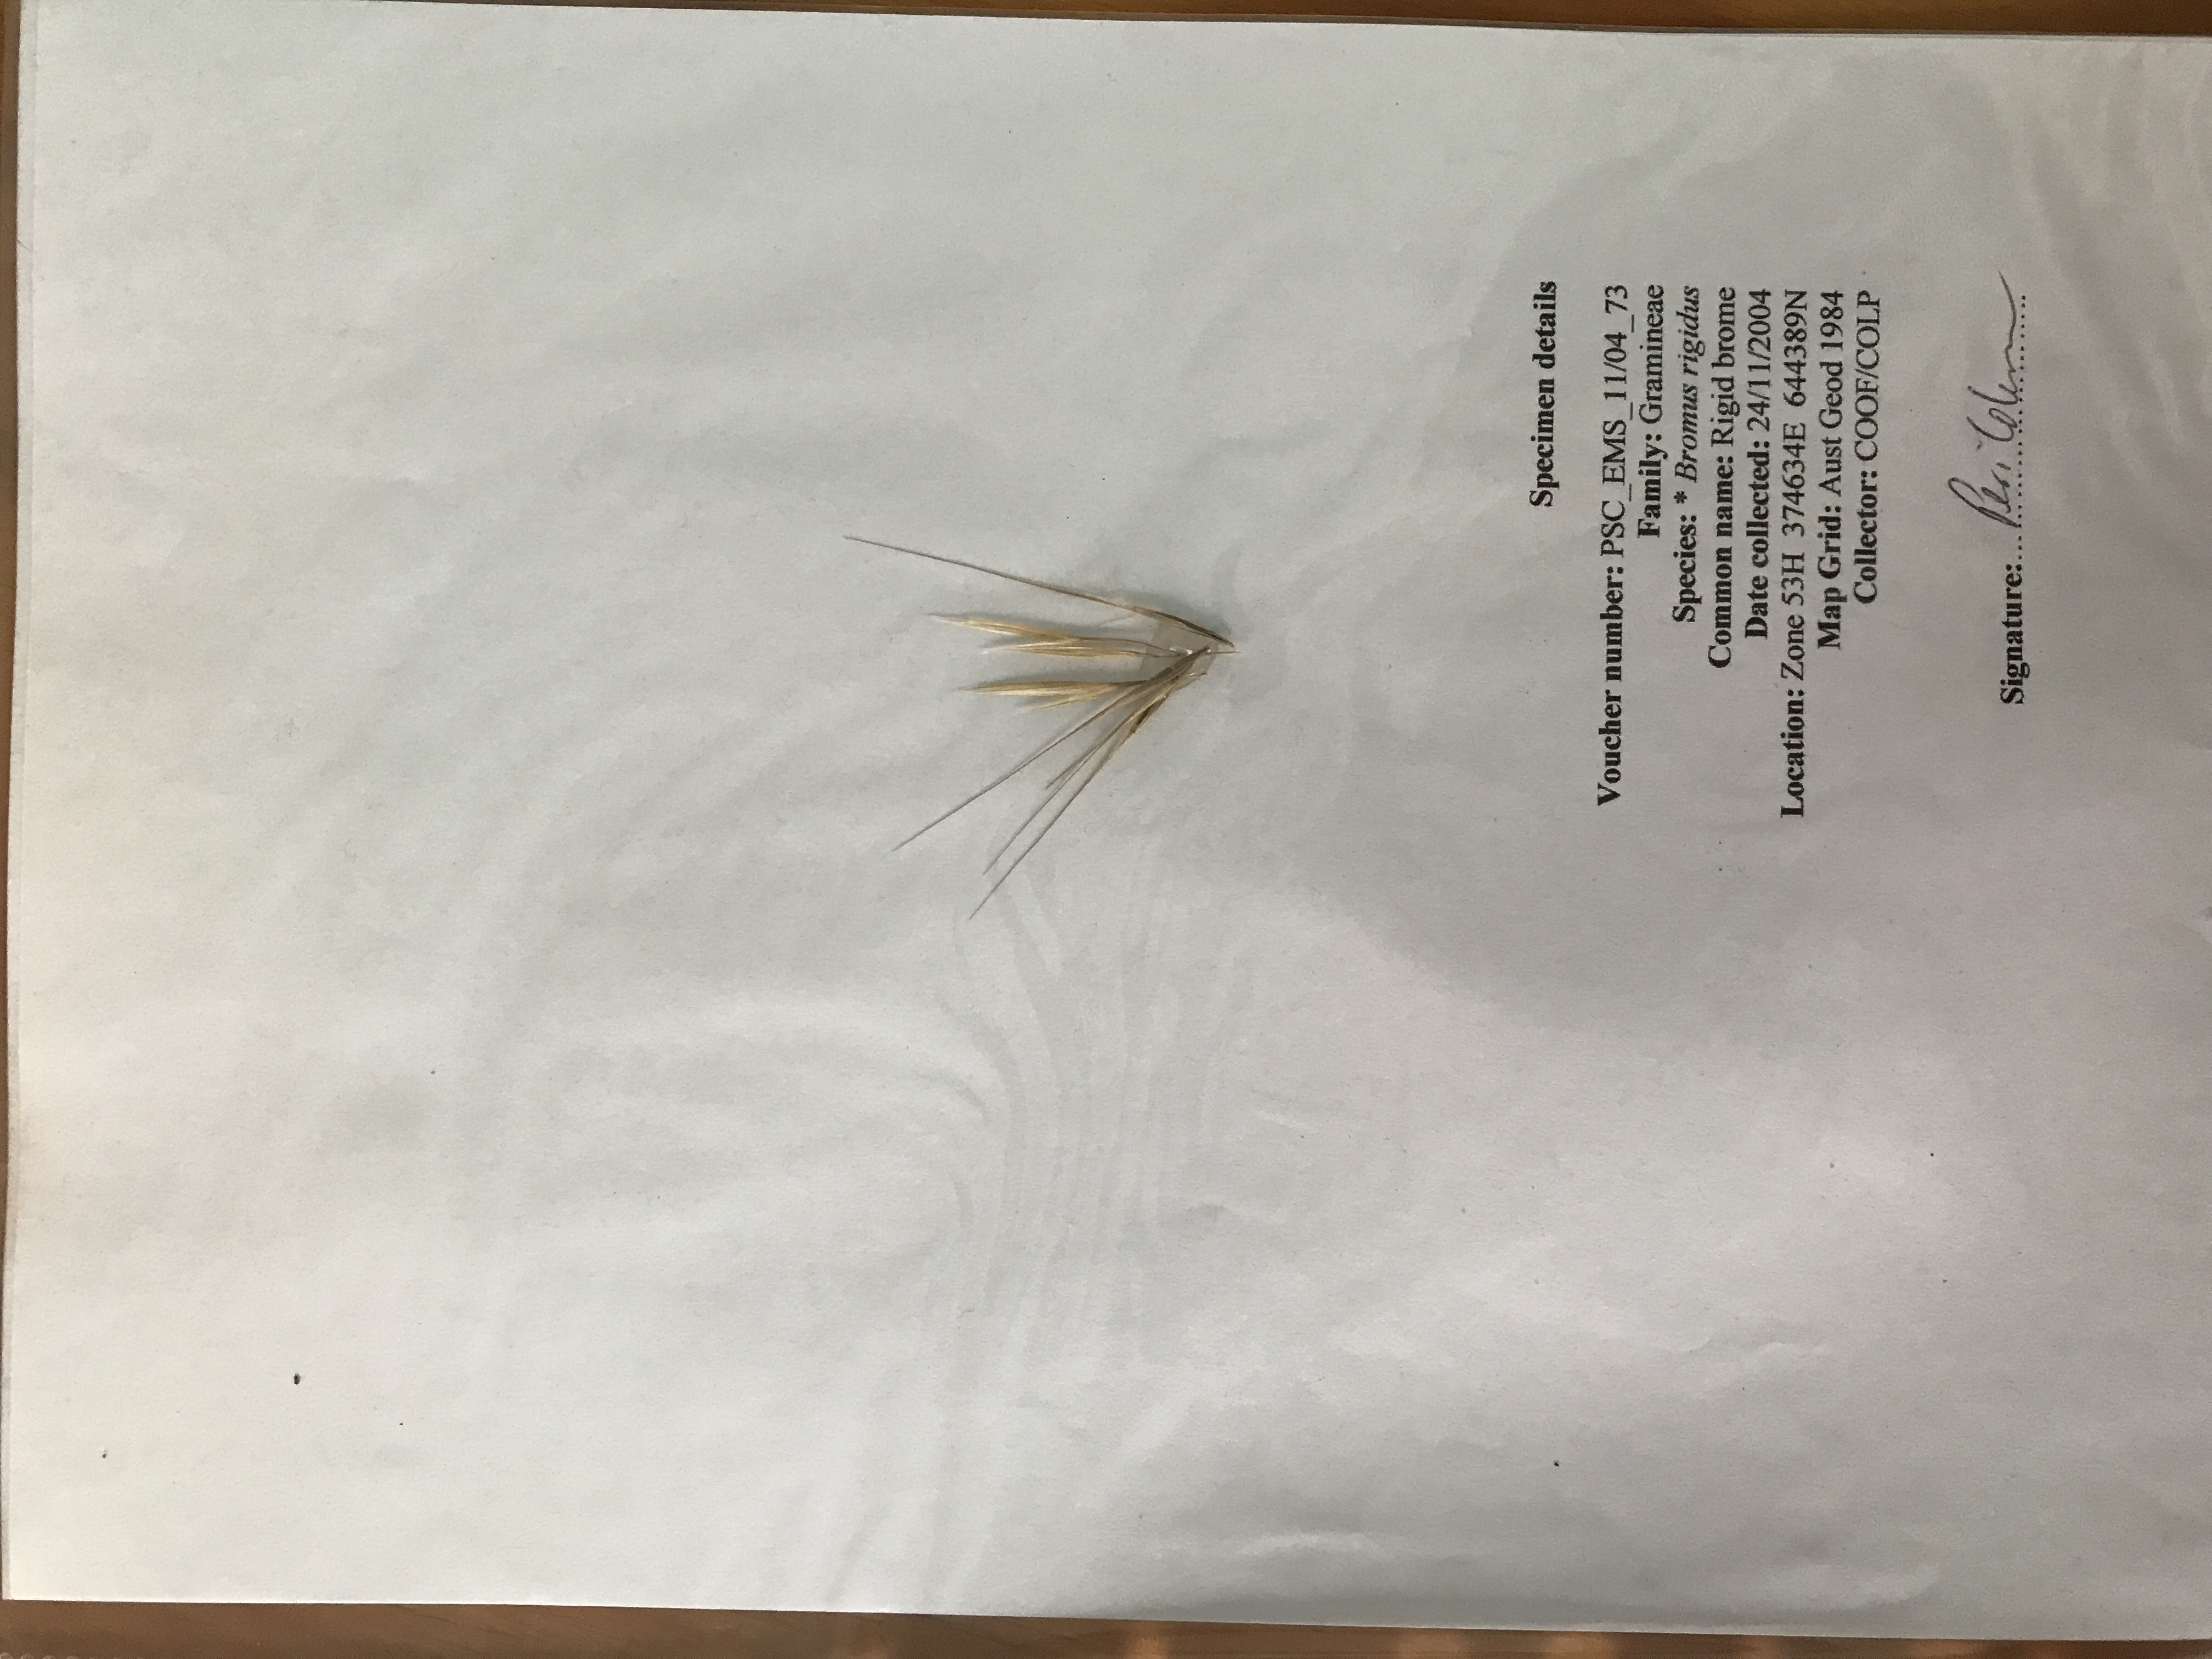 Specimen details
Voucher number: PSC_EMS_11/04_73
Family: Gramineae
Species: * Bromus rigidus
Common name: Rigid brome
Date collected: 24/11/2004
Location: Zone 53H 374634E 644389N
Map Grid: Aust Geod 1984
Collector: COOF/COLP
Signature: Peri